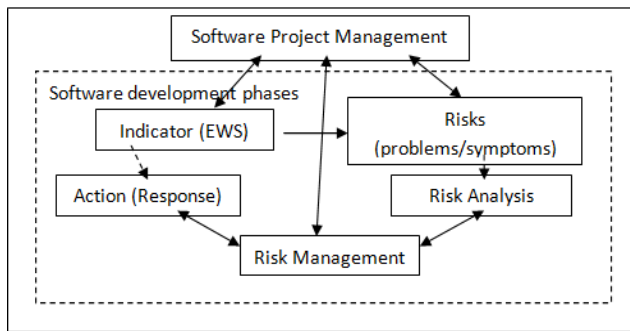 Software Project Management
Software development phases
Indicator (EWS)
Risks
(problems/symptoms)
Action (Response)
Risk Analysis
Risk Management